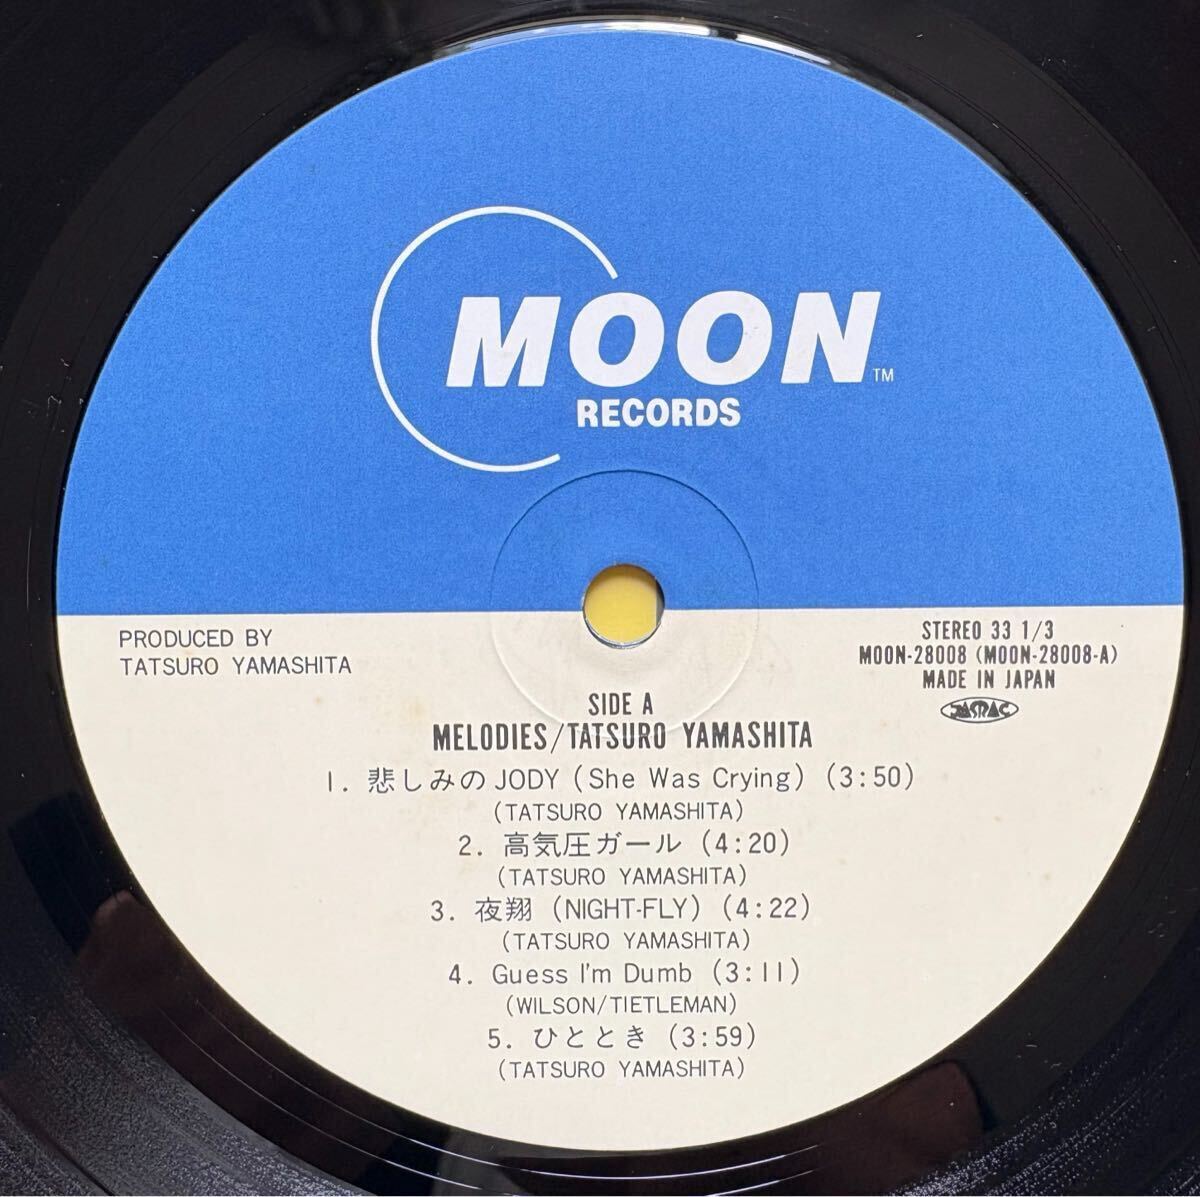 MOON TM
RECORDS
PRODUCED BY
TATSURO YAMASHITA
STEREO 33 1/3
MOON-28008 (MOON-28008-A)
MADE IN JAPAN
JASRAC
SIDE A
MELODIES/TATSURO YAMASHITA
1. 悲しみのJODY (She Was Crying) (3:50)
(TATSURO YAMASHITA)
2. 高気圧ガール (4:20)
(TATSURO YAMASHITA)
3. 夜翔 (NIGHT-FLY) (4:22)
(TATSURO YAMASHITA)
4. Guess I'm Dumb (3:11)
(WILSON/TIETLEMAN)
5. ひととき (3:59)
(TATSURO YAMASHITA)